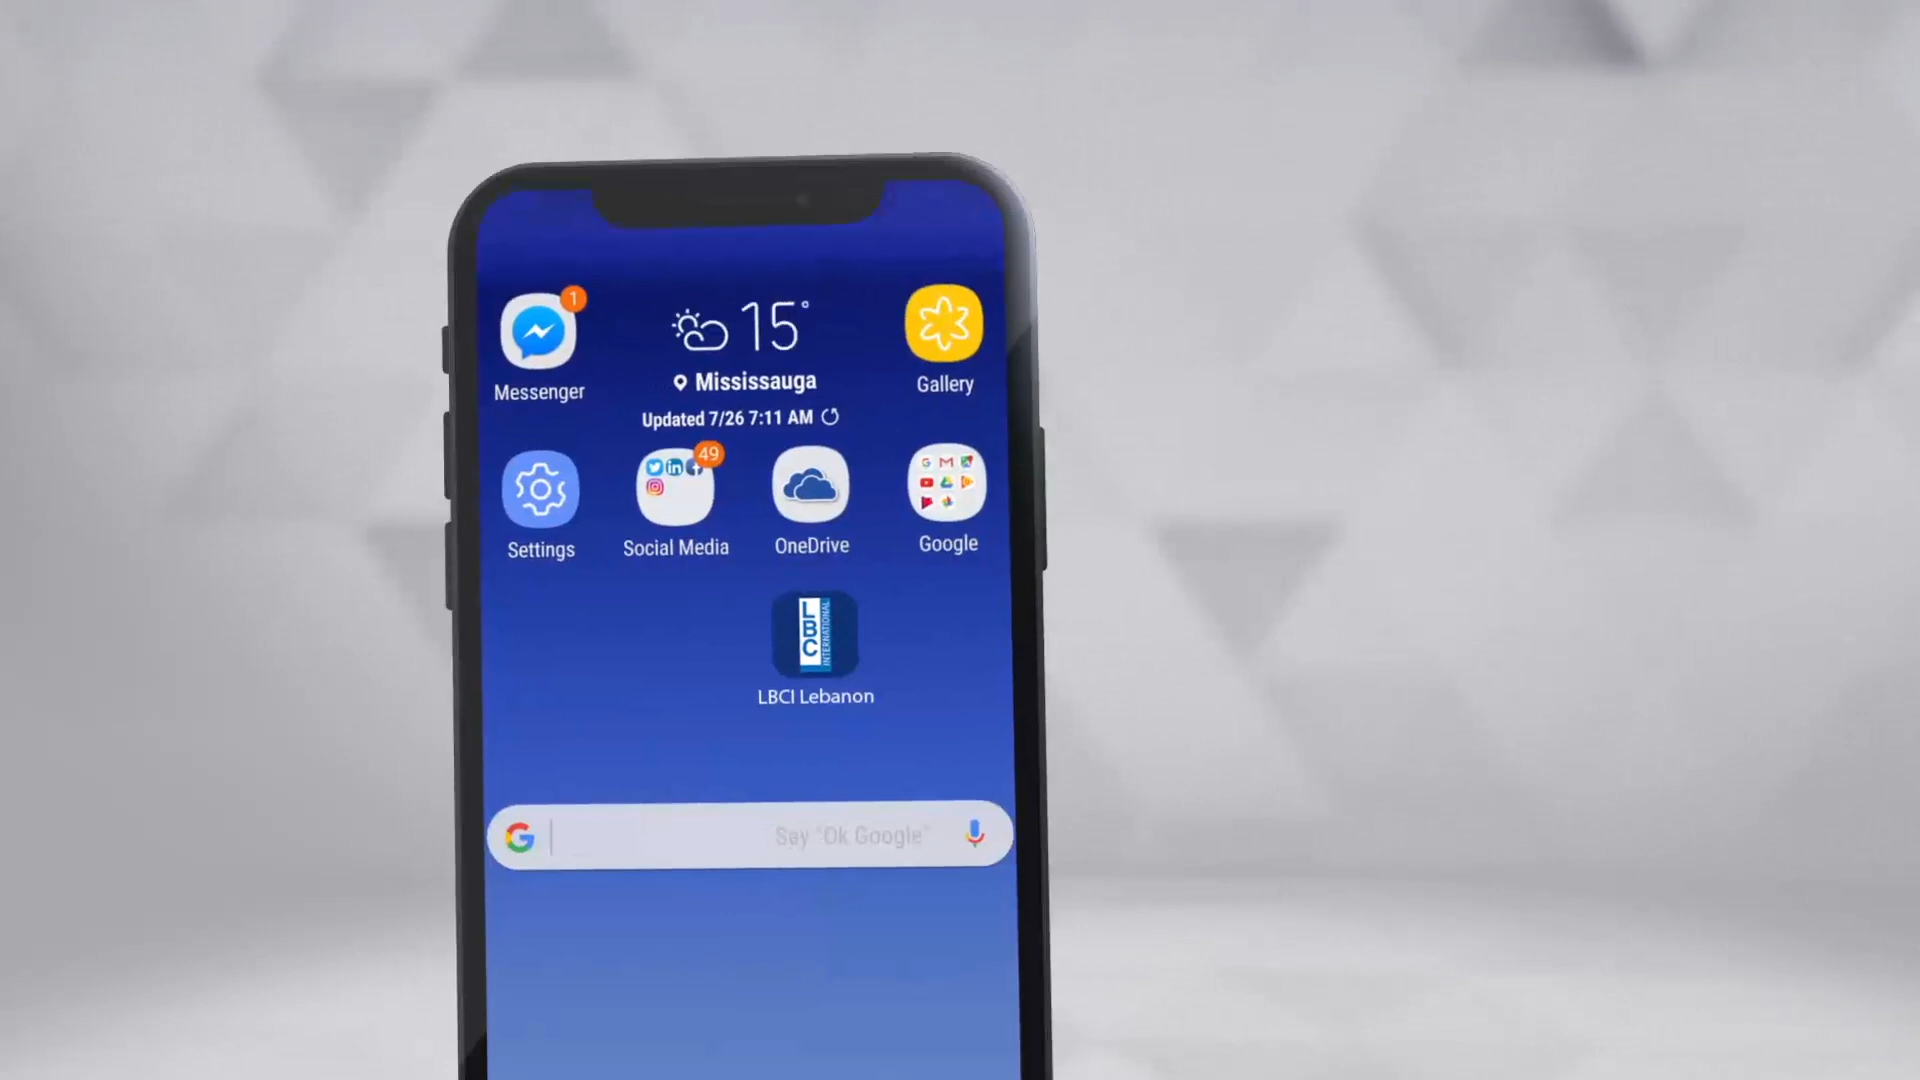 1
15°
Mississauga
Updated 7/26 7:11 AM
Messenger
Gallery
49
Settings
Social Media
OneDrive
Google
LBC
INTERNATIONAL
LBCI Lebanon
Say "Ok Google"